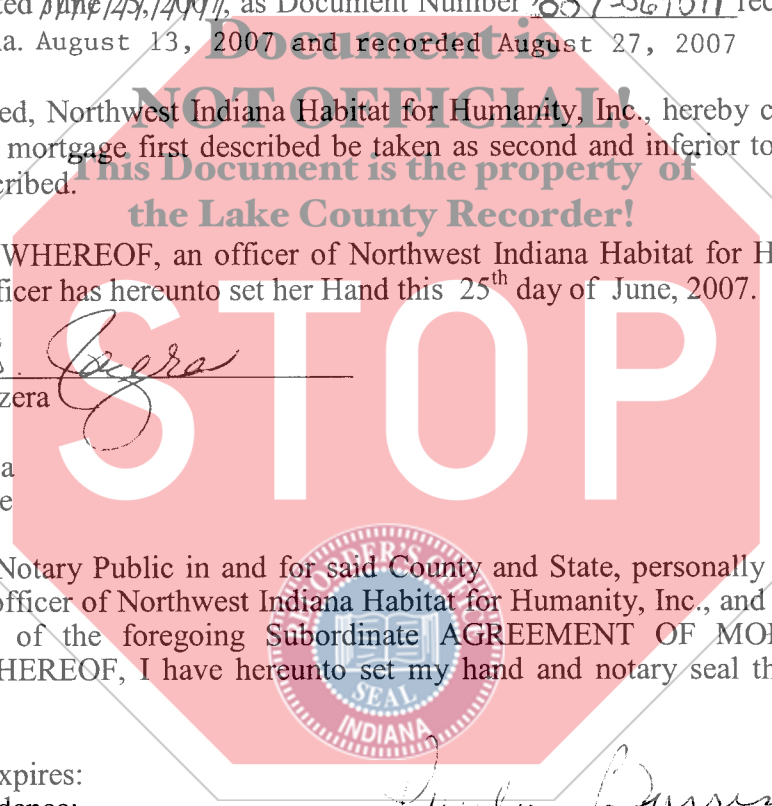 ted June/25,/2007/, as Document Number
na. August 13, 2007 and recorded August 27, 2007
Document is
NOT OFFICIAL!
ed, Northwest Indiana Habitat for Humanity, Inc., hereby c
mortgage first described be taken as second and inferior to
This Document is the property of
cribed.
the Lake County Recorder!
WHEREOF, an officer of Northwest Indiana Habitat for H
ficer has hereunto set her Hand this 25th day of June, 2007.
STOP
zera
a
e
Notary Public in and for said County and State, personally
officer of Northwest Indiana Habitat for Humanity, Inc., and
of the foregoing Subordinate AGREEMENT OF MO
HEREOF, I have hereunto set my hand and notary seal th
SEAL
INDIANA
xpires: